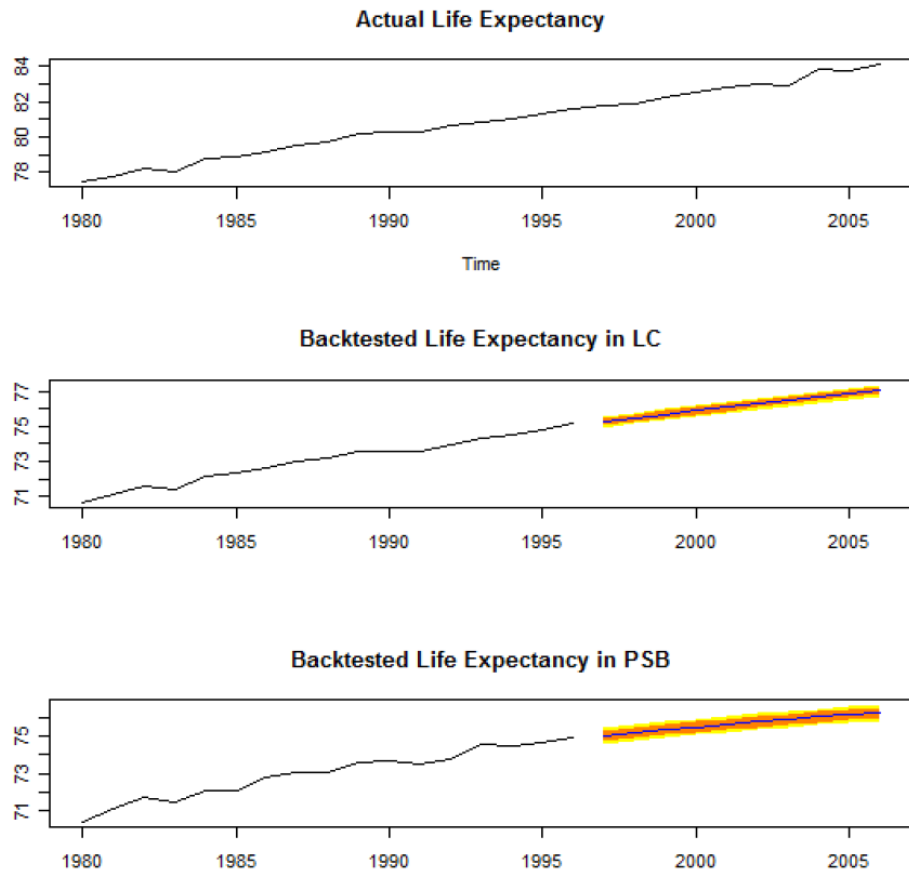 Actual Life Expectancy
84
82
80
78
1980 1985 1990 1995 2000 2005
Time
Backtested Life Expectancy in LC
77
75
73
71
1980 1985 1990 1995 2000 2005
Backtested Life Expectancy in PSB
75
73
71
1980 1985 1990 1995 2000 2005